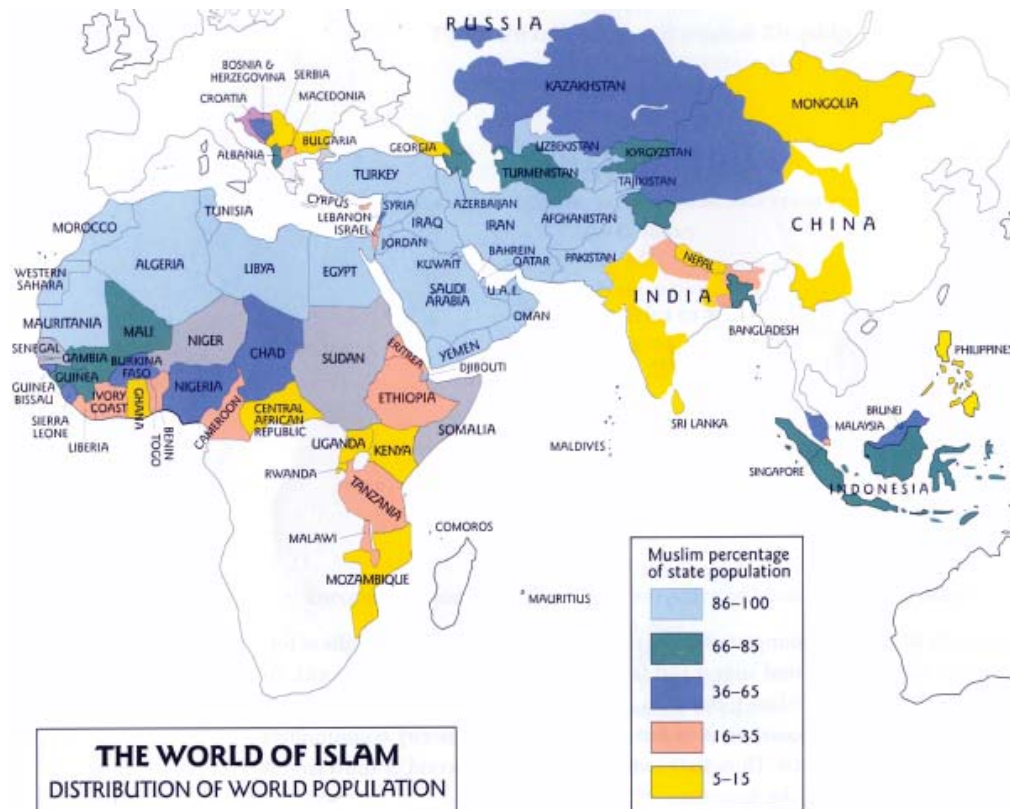 RUSSIA
BOSNIA &
HERZEGOVINA
SERBIA
CROATIA
MACEDONIA
KAZAKHSTAN
MONGOLIA
BULGARIA
ALBANIA
GEORGIA
UZBEKISTAN
KYRGYZSTAN
TURKEY
TURMENISTAN
TAJIKISTAN
CYRPUS
SYRIA
AZERBAIJAN
TUNISIA
LEBANON
ISRAEL
IRAQ
IRAN
AFGHANISTAN
CHINA
MOROCCO
JORDAN
ALGERIA
LIBYA
EGYPT
KUWAIT
BAHREIN
QATAR
PAKISTAN
NEPAL
WESTERN
SAHARA
SAUDI
ARABIA
U.A.E.
INDIA
OMAN
MAURITANIA
MALI
NIGER
CHAD
SUDAN
ERITREA
YEMEN
BANGLADESH
SENEGAL
GAMBIA
BURKINA
FASO
DJIBOUTI
PHILIPPINES
GUINEA
GUINEA
BISSAU
NIGERIA
ETHIOPIA
IVORY
COAST
GHANA
CAMEROON
CENTRAL
AFRICAN
REPUBLIC
SOMALIA
SIERRA
LEONE
LIBERIA
TOGO
BENIN
UGANDA
KENYA
MALDIVES
SRI LANKA
BRUNEI
MALAYSIA
RWANDA
TANZANIA
SINGAPORE
INDONESIA
MALAWI
COMOROS
MOZAMBIQUE
MAURITIUS
Muslim percentage
of state population
86–100
66–85
36–65
16–35
5–15
THE WORLD OF ISLAM
DISTRIBUTION OF WORLD POPULATION